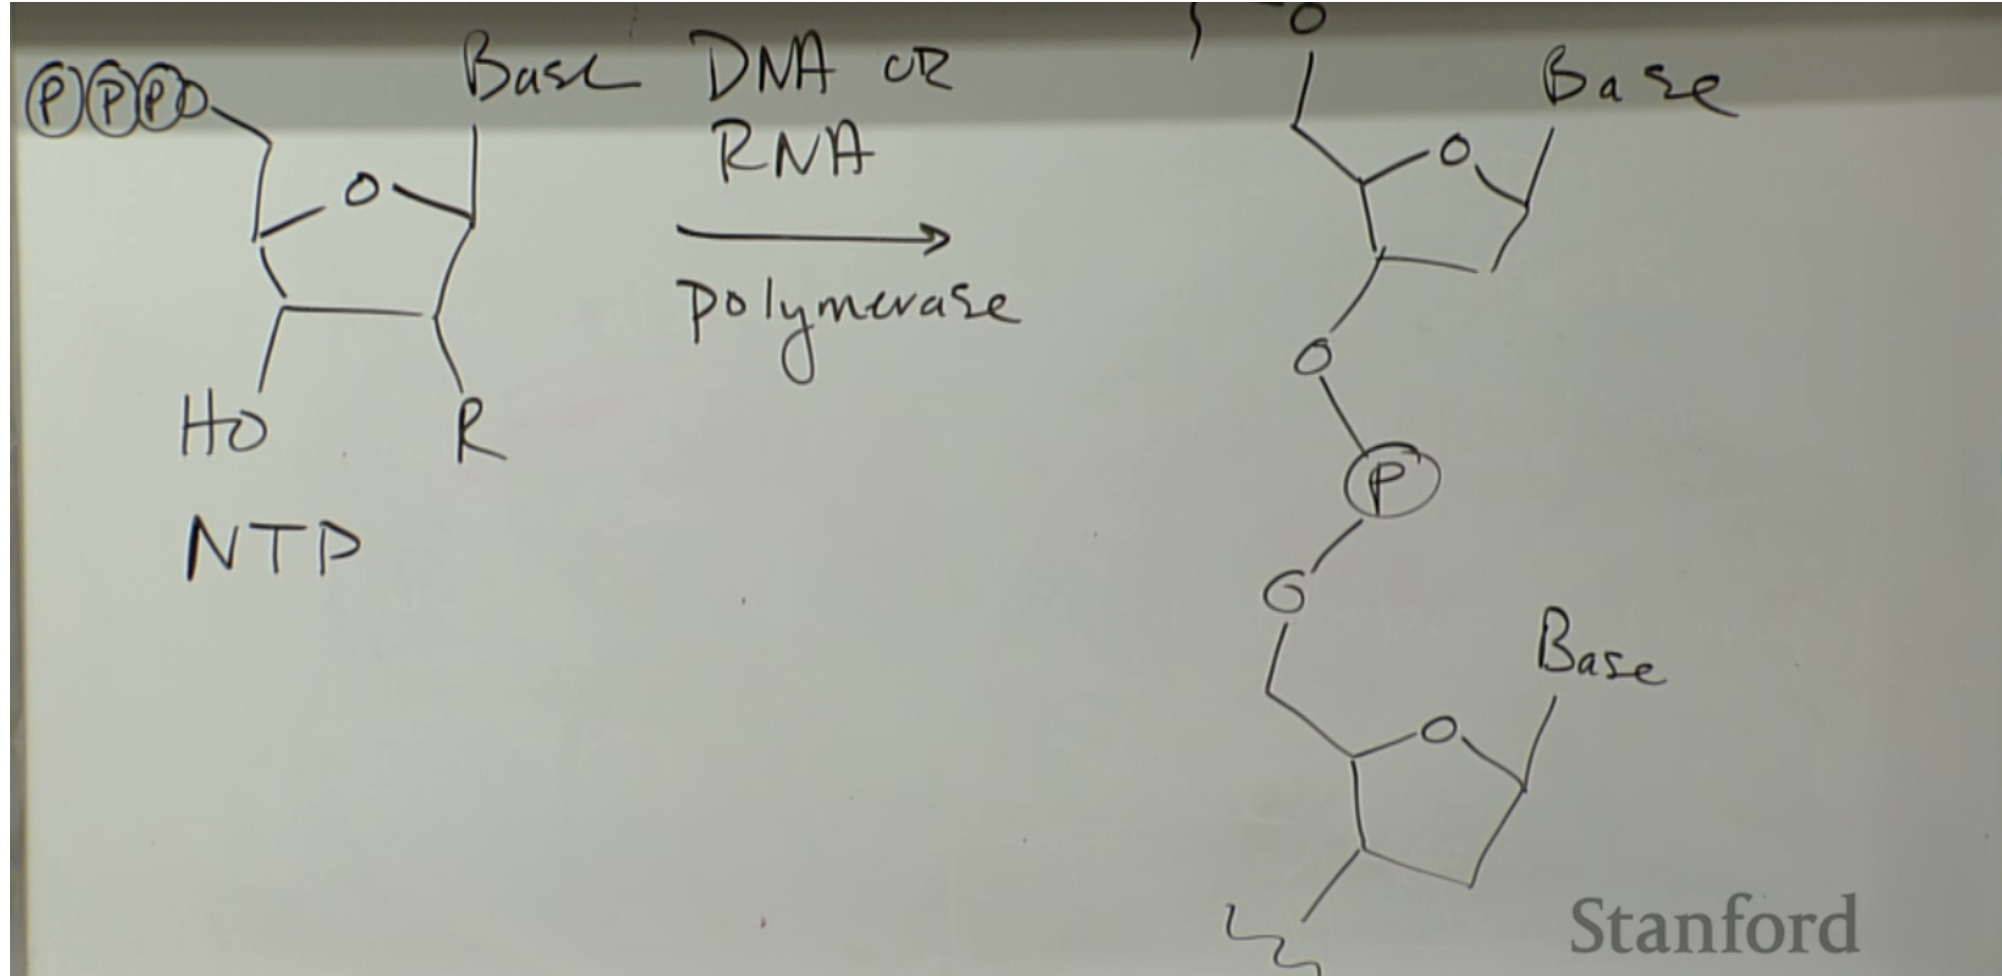 Base
DNA OR
RNA
polymerase
PPPO
O
HO
R
NTP
O
Base
O
O
P
O
Base
O
Stanford